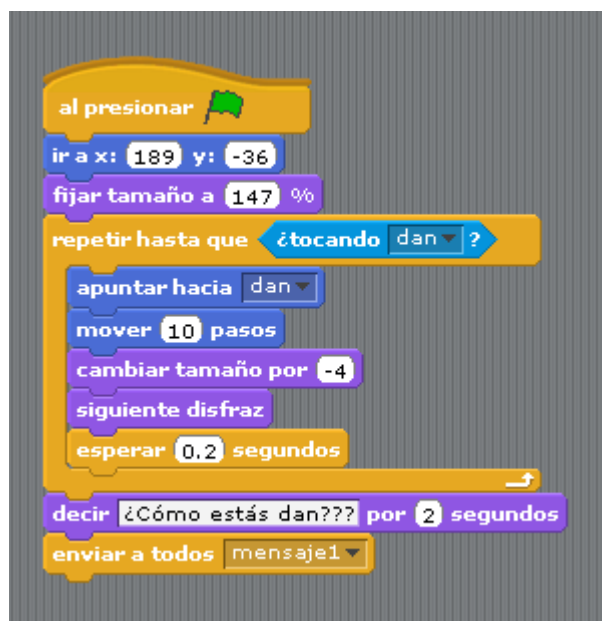 al presionar
ir a x: 189 y: -36
fijar tamaño a 147 %
repetir hasta que ¿tocando dan ?
apuntar hacia dan
mover 10 pasos
cambiar tamaño por -4
siguiente disfraz
esperar 0.2 segundos
decir ¿Cómo estás dan??? por 2 segundos
enviar a todos mensaje1